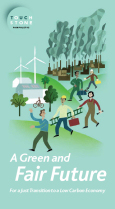 TOUCH
STONE
A Green and
Fair Future
For a Just Transition to a Low Carbon Economy